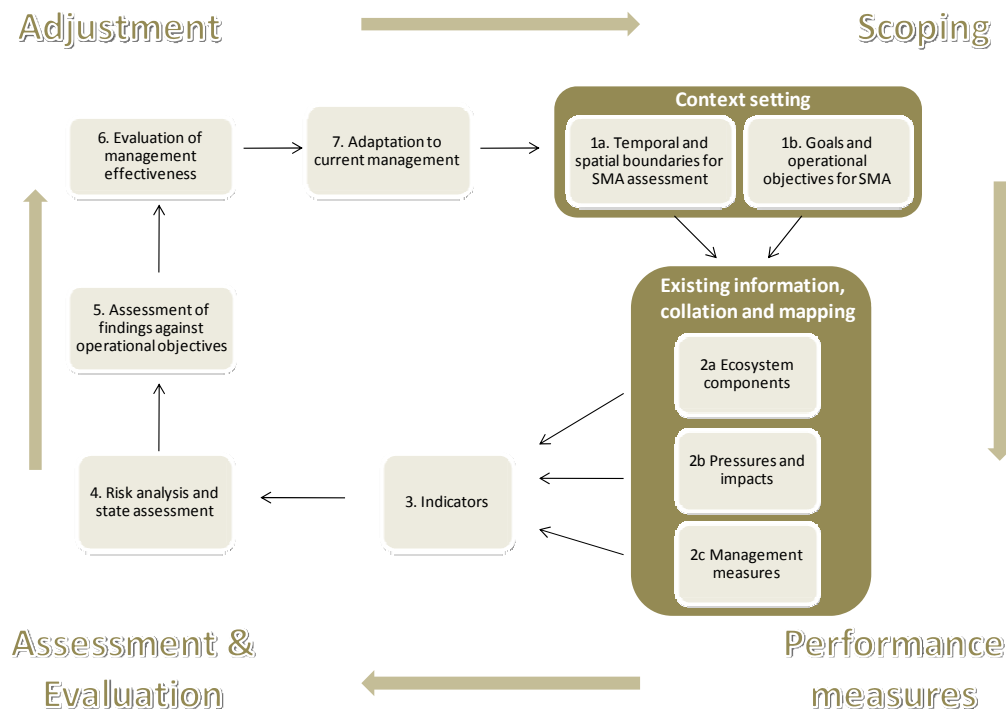 Adjustment
Scoping
Context setting
1a. Temporal and
spatial boundaries for
SMA assessment
1b. Goals and
operational
objectives for SMA
6. Evaluation of
management
effectiveness
7. Adaptation to
current management
Existing information,
collation and mapping
2a Ecosystem
components
2b Pressures and
impacts
2c Management
measures
5. Assessment of
findings against
operational objectives
4. Risk analysis and
state assessment
3. Indicators
Assessment &
Evaluation
Performance
measures